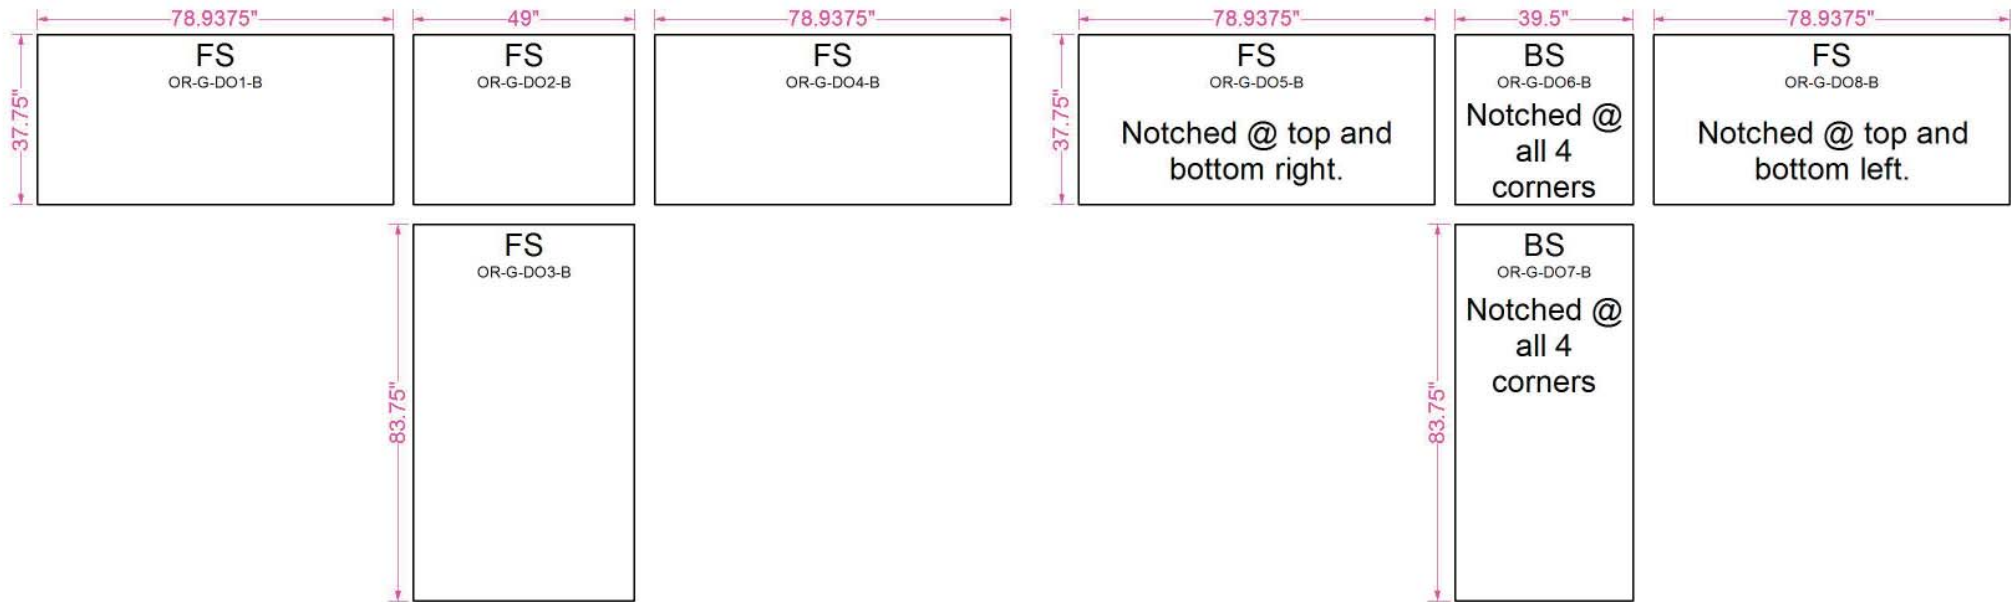 78.9375"
49"
78.9375"
78.9375"
39.5"
78.9375"
37.75"
FS
OR-G-DO1-B
FS
OR-G-DO2-B
FS
OR-G-DO4-B
37.75"
FS
OR-G-DO5-B
Notched @ top and
bottom right.
BS
OR-G-DO6-B
Notched @
all 4
corners
FS
OR-G-DO8-B
Notched @ top and
bottom left.
83.75"
FS
OR-G-DO3-B
83.75"
BS
OR-G-DO7-B
Notched @
all 4
corners